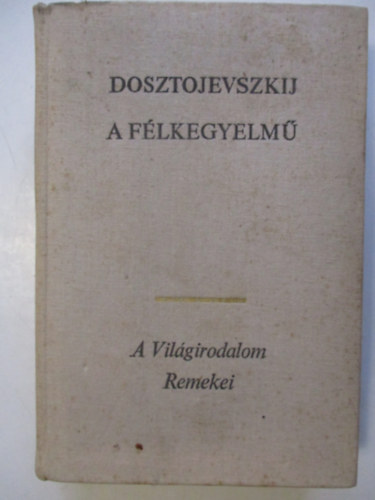 DOSZTOJEVSZKIJ
A FÉLKEGYELMŰ
A Világirodalom
Remekei